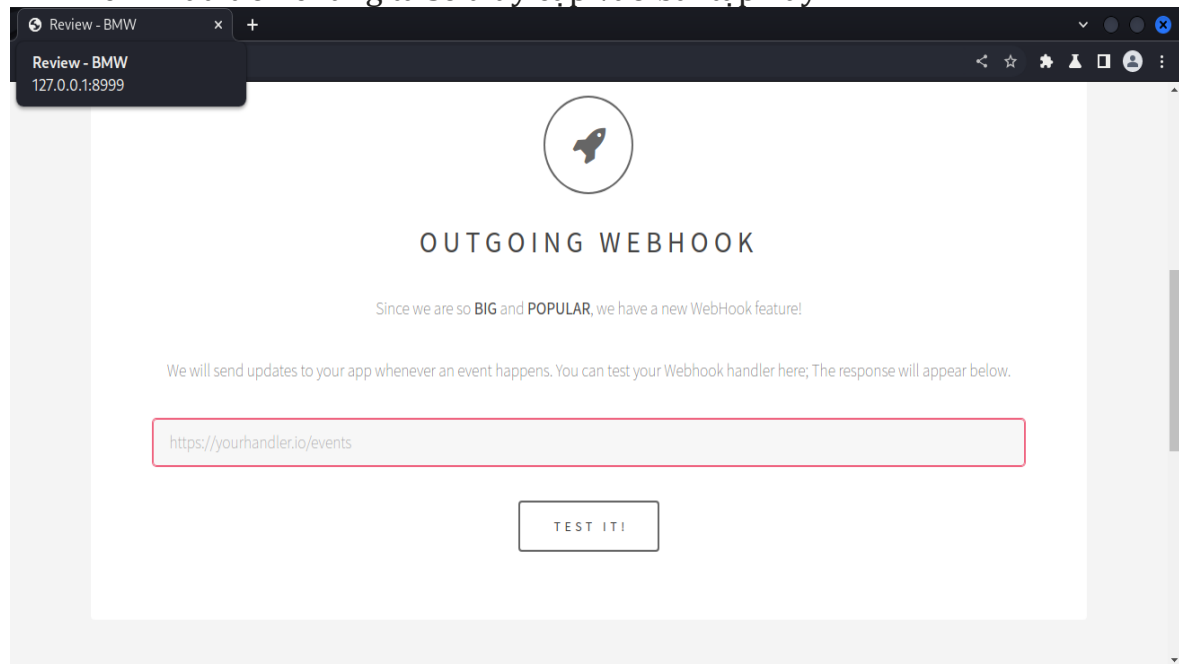 Review - BMW
Review - BMW
127.0.0.1:8999
OUTGOING WEBHOOK
Since we are so BIG and POPULAR, we have a new WebHook feature!
We will send updates to your app whenever an event happens. You can test your Webhook handler here; The response will appear below.
https://yourhandler.io/events
TEST IT!